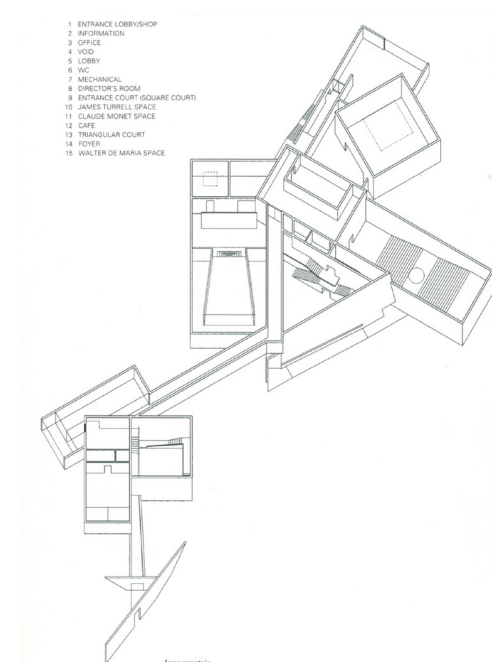 1 ENTRANCE LOBBY/SHOP
2 INFORMATION
3 OFFICE
4 VOID
5 LOBBY
6 WC
7 MECHANICAL
8 DIRECTOR'S ROOM
9 ENTRANCE COURT (SQUARE COURT)
10 JAMES TURRELL SPACE
11 CLAUDE MONET SPACE
12 CAFE
13 TRIANGULAR COURT
14 FOYER
15 WALTER DE MARIA SPACE